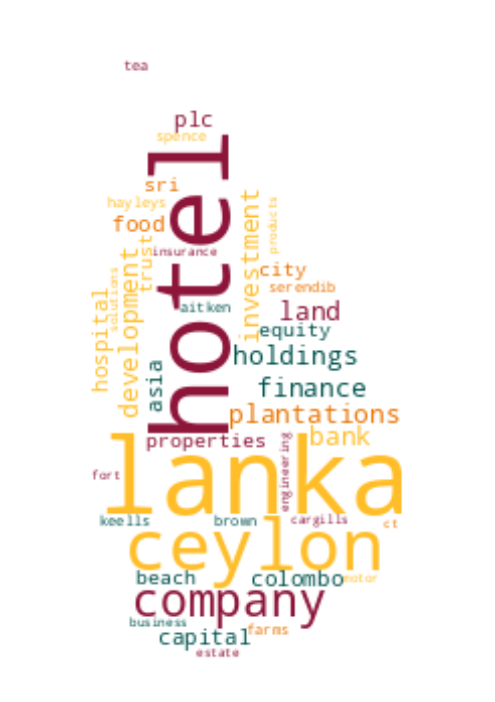 tea
plc
spence
hotel
sri
hayleys
food
investment
products
trust
insurance
development
city
solutions
serendib
hospital
aitken
land
equity
holdings
asia
finance
plantations
bank
properties
engineering
lanka
fort
keells
brown
cargills
ct
ceylon
beach
colombo
motor
company
business
farms
capital
estate